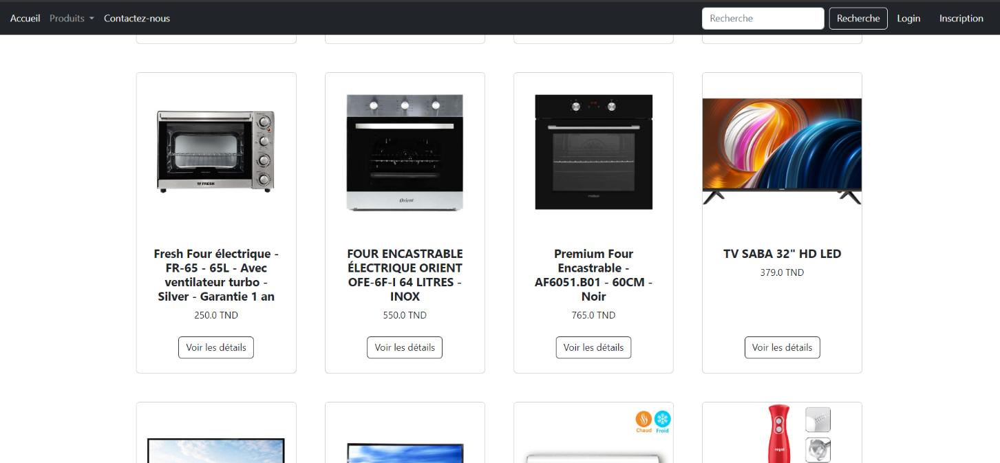 Accueil Produits Contactez-nous Recherche Recherche Login Inscription
FRESH
Orient
Fresh Four électrique -
FR-65 - 65L - Avec
ventilateur turbo -
Silver - Garantie 1 an
250.0 TND
Voir les détails
FOUR ENCASTRABLE
ÉLECTRIQUE ORIENT
OFE-6F-I 64 LITRES -
INOX
550.0 TND
Voir les détails
Premium Four
Encastrable -
AF6051.B01 - 60CM -
Noir
765.0 TND
Voir les détails
TV SABA 32" HD LED
379.0 TND
Voir les détails
Chaud Froid
royal